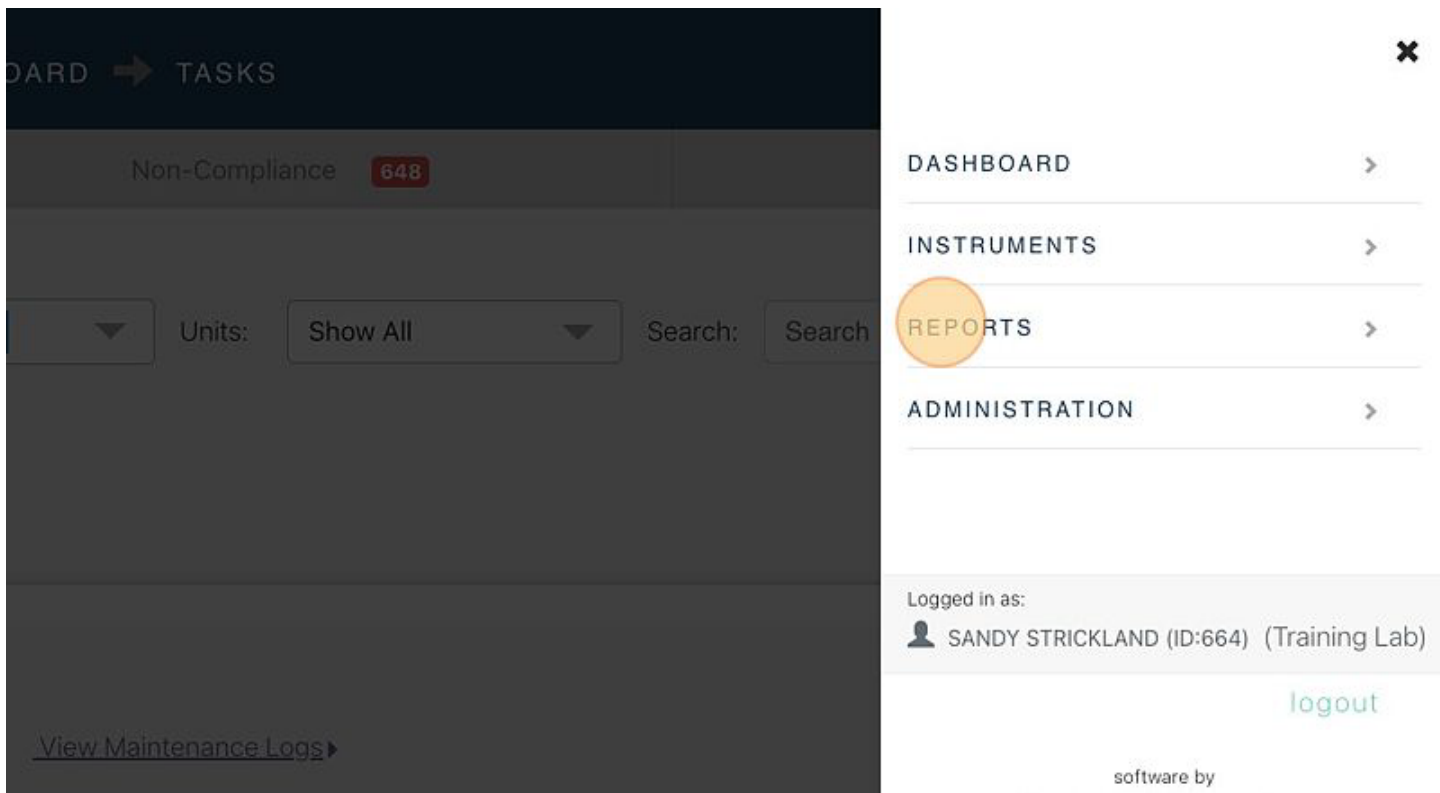 OARD TASKS
Non-Compliance 648
Units: Show All Search: Search
View Maintenance Logs
DASHBOARD
INSTRUMENTS
REPORTS
ADMINISTRATION
Logged in as:
SANDY STRICKLAND (ID:664) (Training Lab)
logout
software by